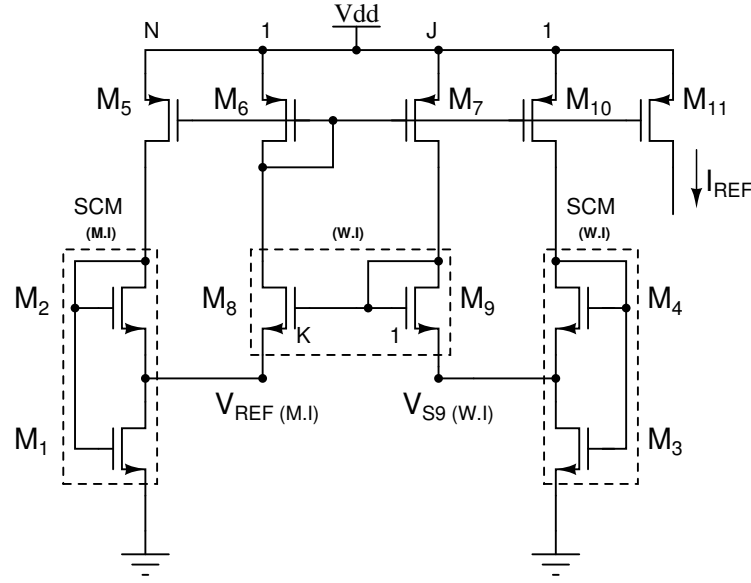 Vdd
N 1 J 1
M5 M6 M7 M10 M11
IREF
SCM
(M.I)
(W.I)
SCM
(W.I)
M2 M8 M9 M4
K 1
VREF (M.I) VS9 (W.I)
M1 M3